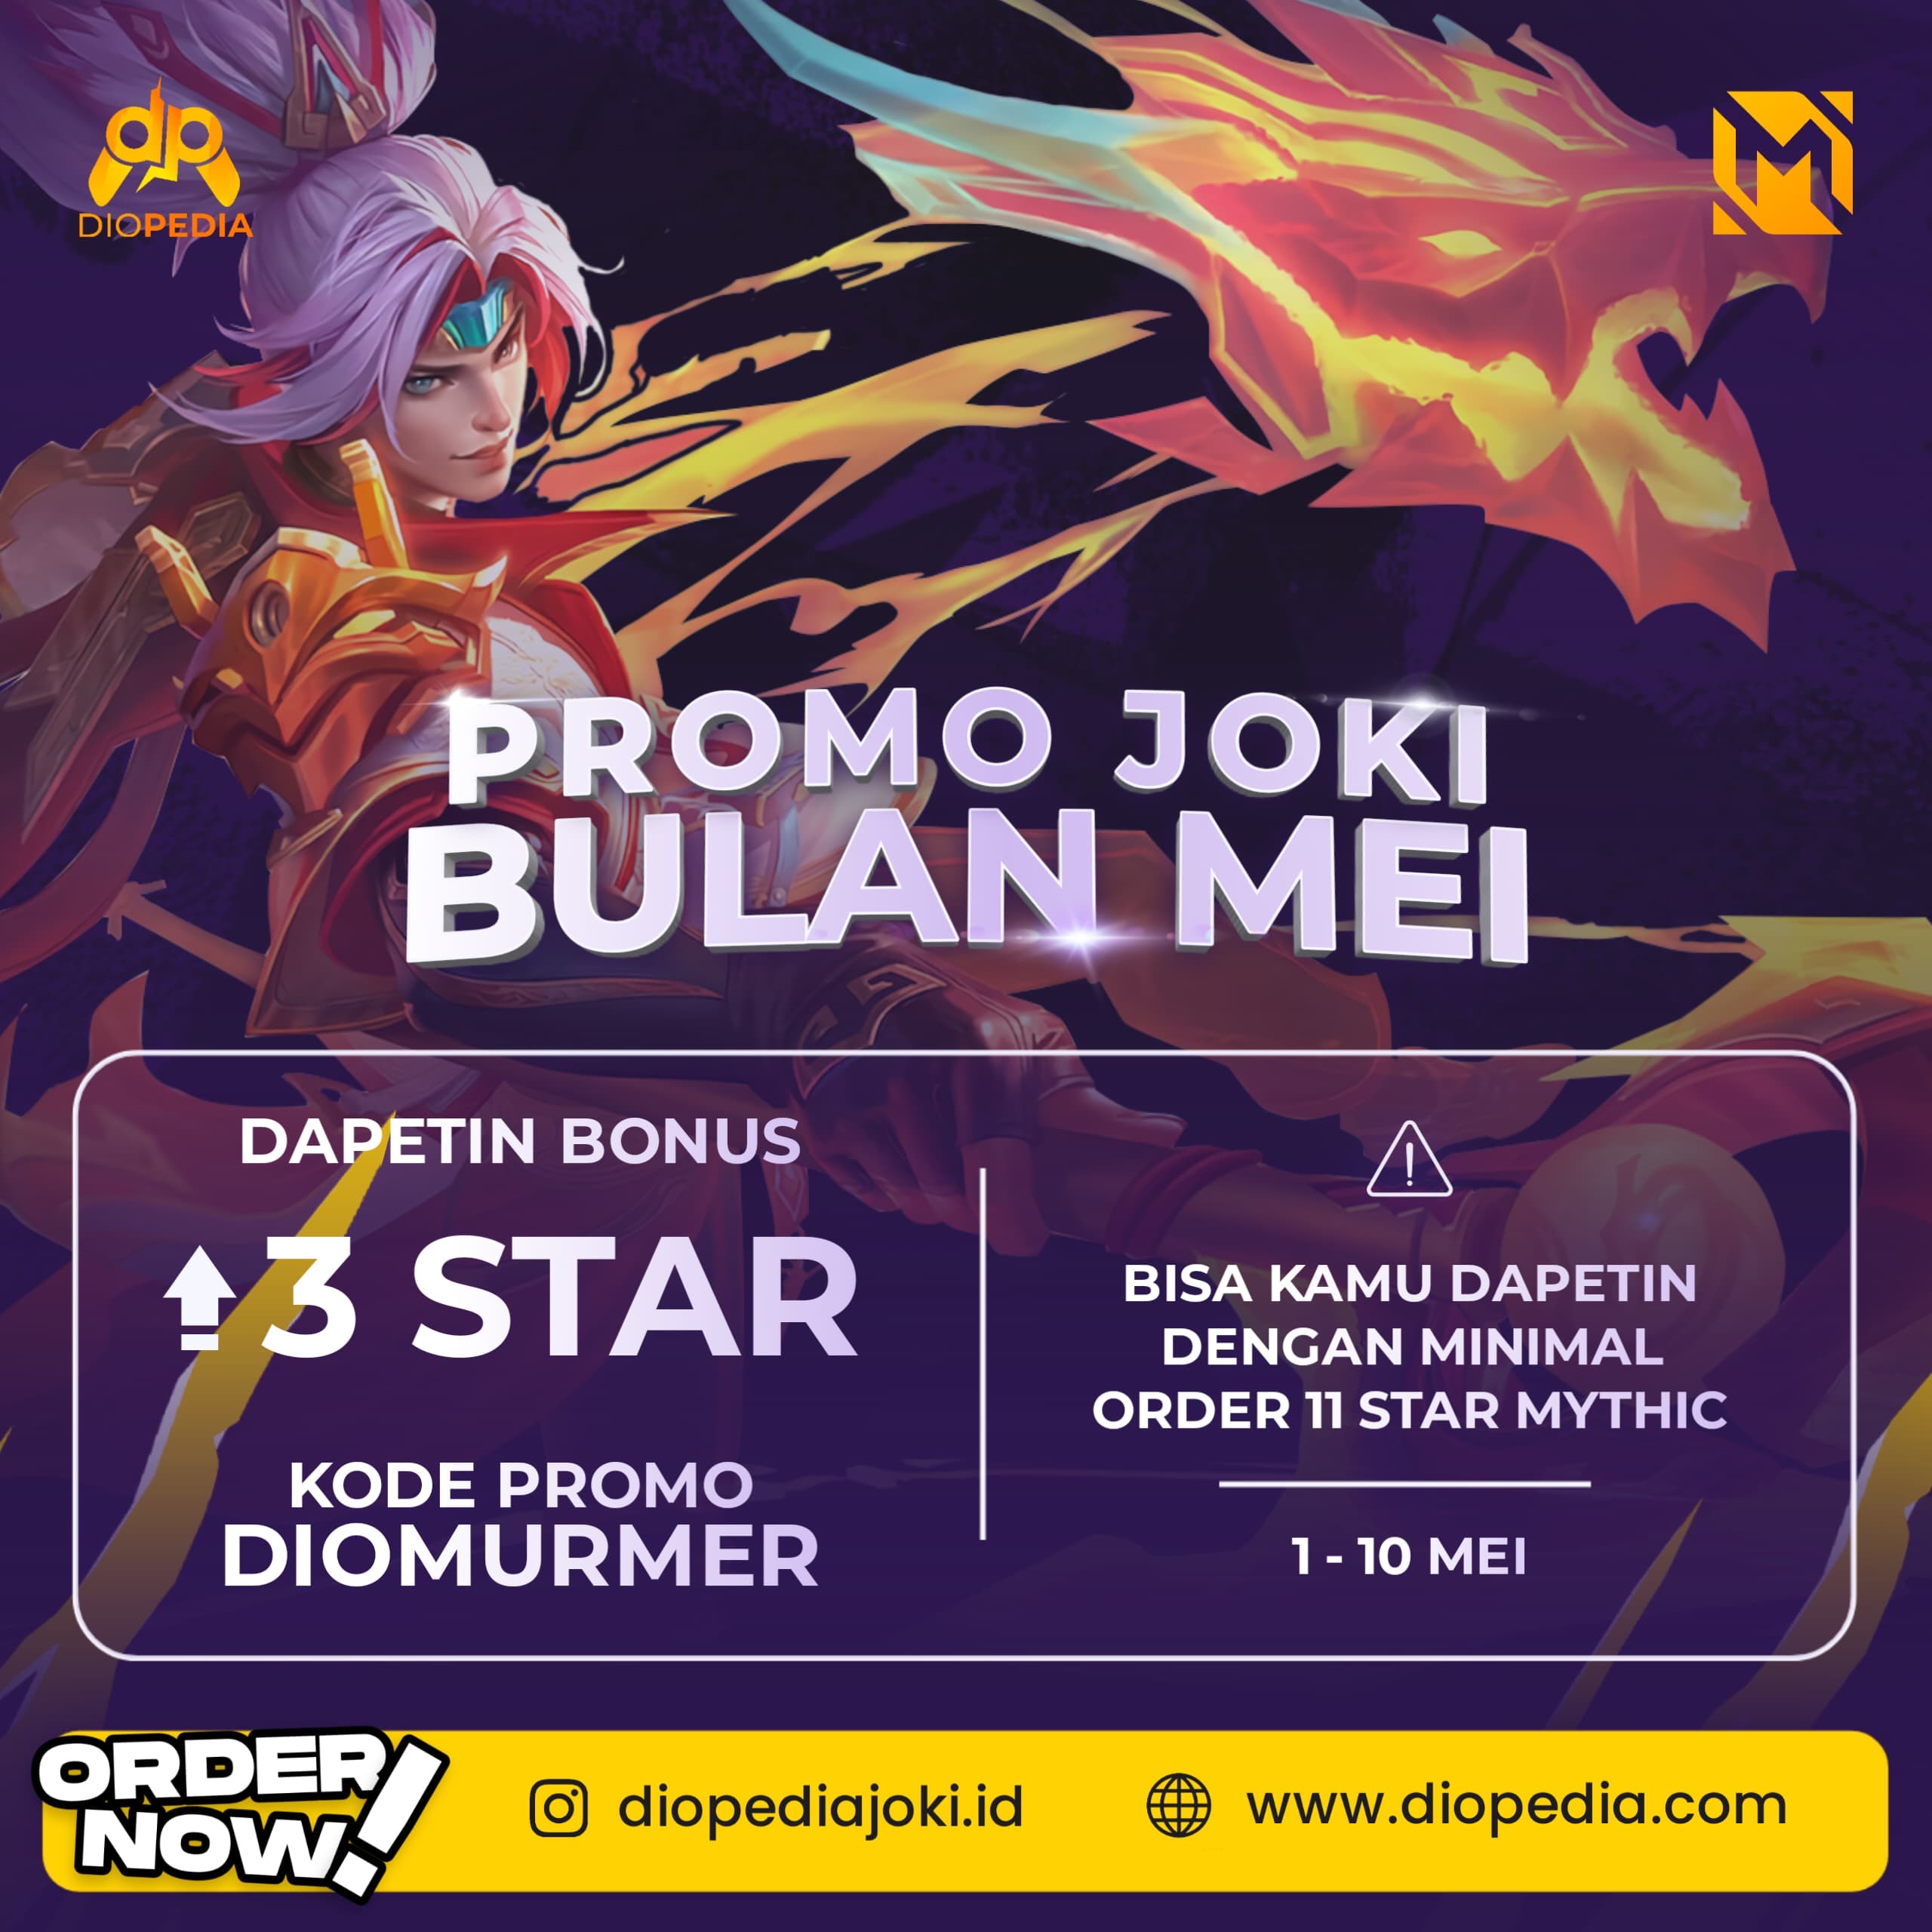 DIOPEDIA
M
PROMO JOKI
BULAN MEI
DAPETIN BONUS
3 STAR
KODE PROMO
DIOMURMER
BISA KAMU DAPETIN
DENGAN MINIMAL
ORDER 11 STAR MYTHIC
1 - 10 MEI
ORDER
NOW!
diopediajoki.id
www.diopedia.com